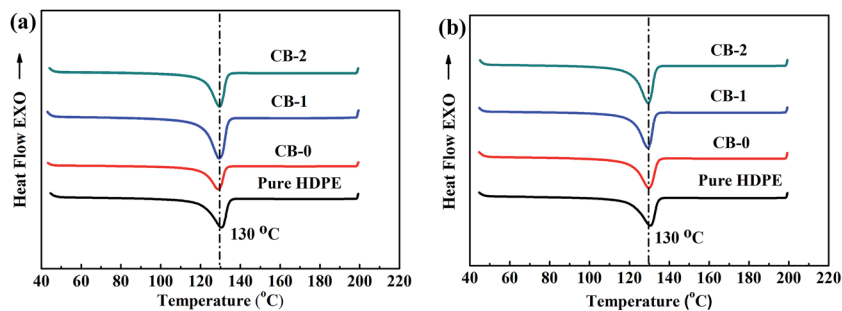 (a)
CB-2
CB-1
CB-0
Pure HDPE
130 °C
Heat Flow EXO
40 60 80 100 120 140 160 180 200 220
Temperature (°C)
(b)
CB-2
CB-1
CB-0
Pure HDPE
130 °C
Heat Flow EXO
40 60 80 100 120 140 160 180 200 220
Temperature (°C)